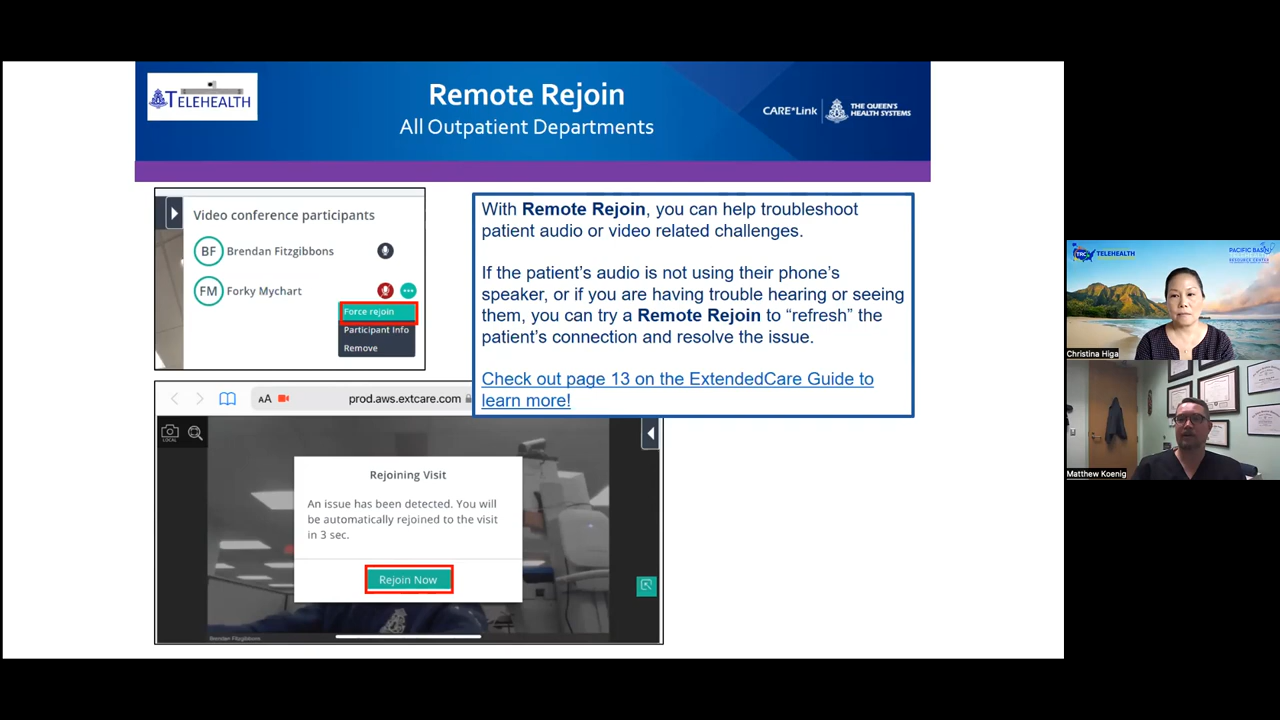 TELEHEALTH
Remote Rejoin
All Outpatient Departments
CARE*Link
THE QUEEN'S
HEALTH SYSTEMS
Video conference participants
BF Brendan Fitzgibbons
FM Forky Mychart
Force rejoin
Participant Info
Remove
With Remote Rejoin, you can help troubleshoot
patient audio or video related challenges.
If the patient's audio is not using their phone's
speaker, or if you are having trouble hearing or seeing
them, you can try a Remote Rejoin to “refresh” the
patient's connection and resolve the issue.
Check out page 13 on the ExtendedCare Guide to
learn more!
AA prod.aws.extcare.com
LOCAL
Rejoining Visit
An issue has been detected. You will
be automatically rejoined to the visit
in 3 sec.
Rejoin Now
Brendan Fitzgibbons
TRC TELEHEALTH
PACIFIC BASIN
RESOURCE CENTER
Christina Higa
Matthew Koenig